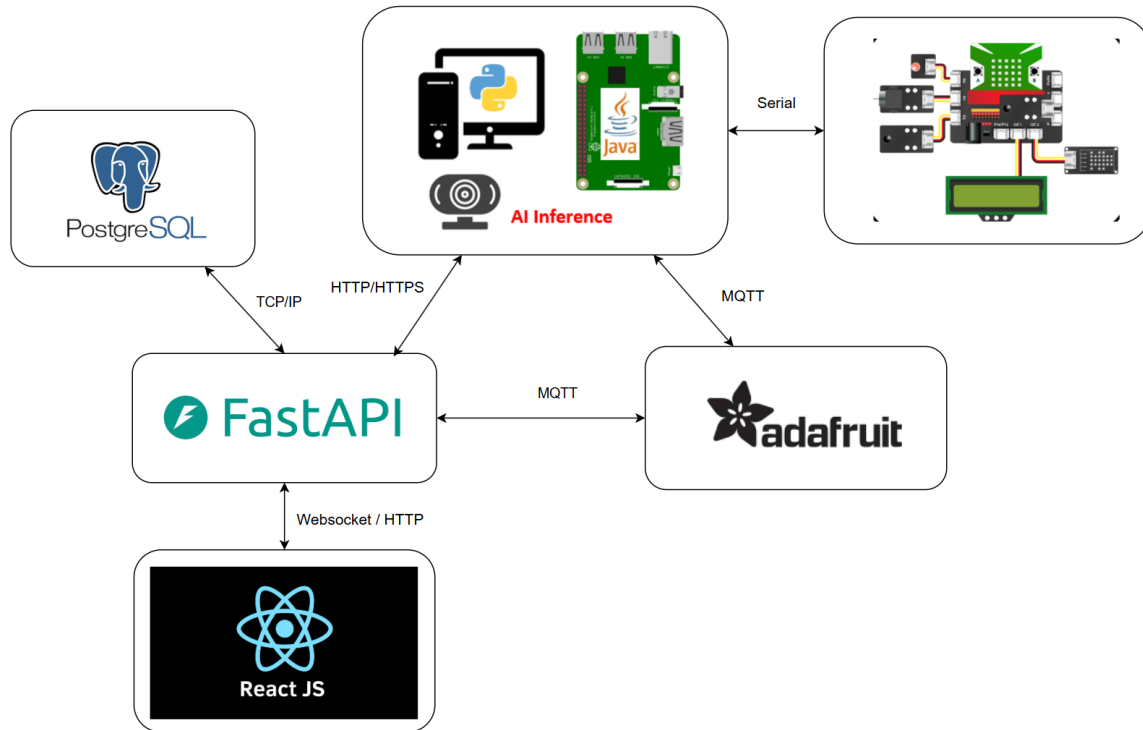 Java
AI Inference
Serial
PostgreSQL
TCP/IP
HTTP/HTTPS
MQTT
FastAPI
MQTT
adafruit
Websocket / HTTP
React JS